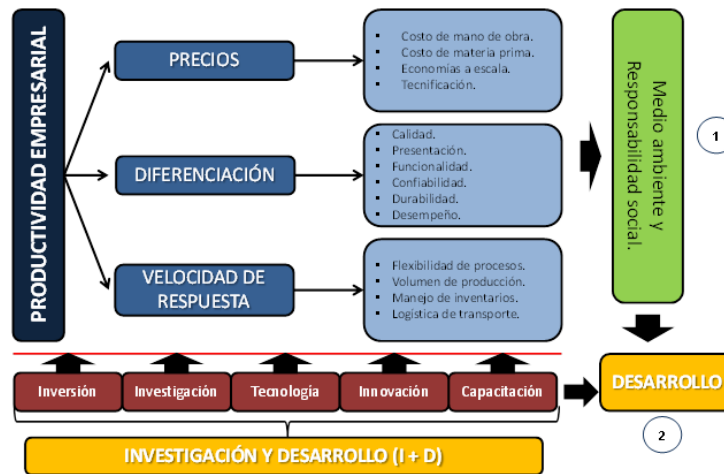 PRODUCTIVIDAD EMPRESARIAL
PRECIOS
Costo de mano de obra.
Costo de materia prima.
Economías a escala.
Tecnificación.
DIFERENCIACIÓN
Calidad.
Presentación.
Funcionalidad.
Confiabilidad.
Durabilidad.
Desempeño.
VELOCIDAD DE
RESPUESTA
Flexibilidad de procesos.
Volumen de producción.
Manejo de inventarios.
Logística de transporte.
Medio ambiente y
Responsabilidad social.
1
Inversión
Investigación
Tecnología
Innovación
Capacitación
DESARROLLO
2
INVESTIGACIÓN Y DESARROLLO (I + D)